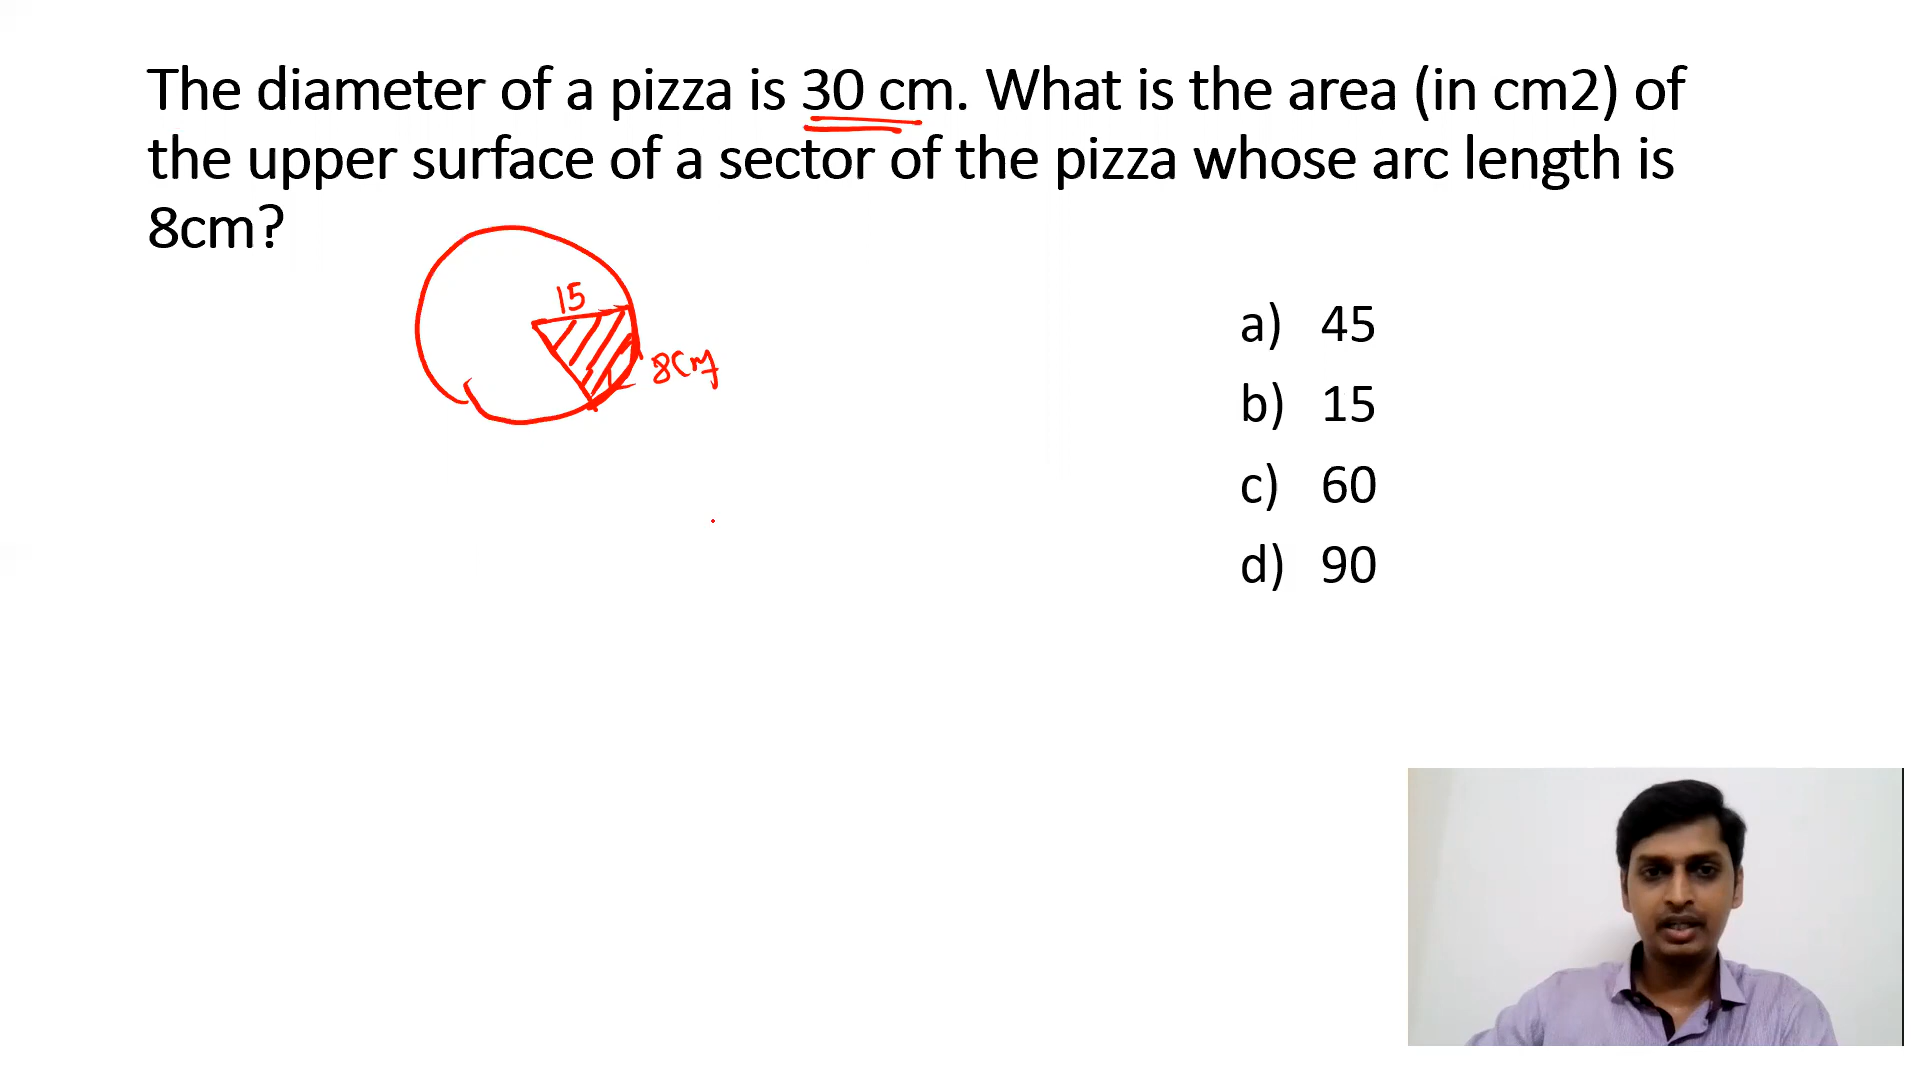 The diameter of a pizza is 30 cm. What is the area (in cm2) of
the upper surface of a sector of the pizza whose arc length is
8cm?
15
8cm
a) 45
b) 15
c) 60
d) 90